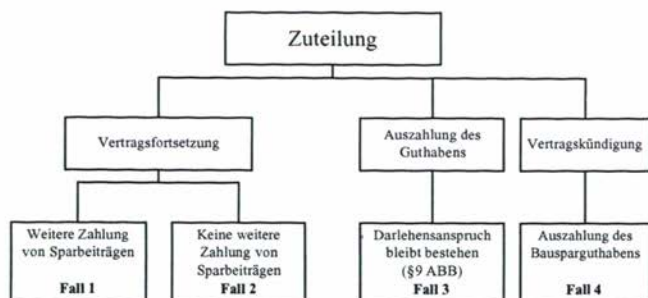 Zuteilung
Vertragsfortsetzung
Auszahlung des
Guthabens
Vertragskündigung
Weitere Zahlung
von Sparbeiträgen
Fall 1
Keine weitere
Zahlung von
Sparbeiträgen
Fall 2
Darlehensanspruch
bleibt bestehen
(§9 ABB)
Fall 3
Auszahlung des
Bausparguthabens
Fall 4